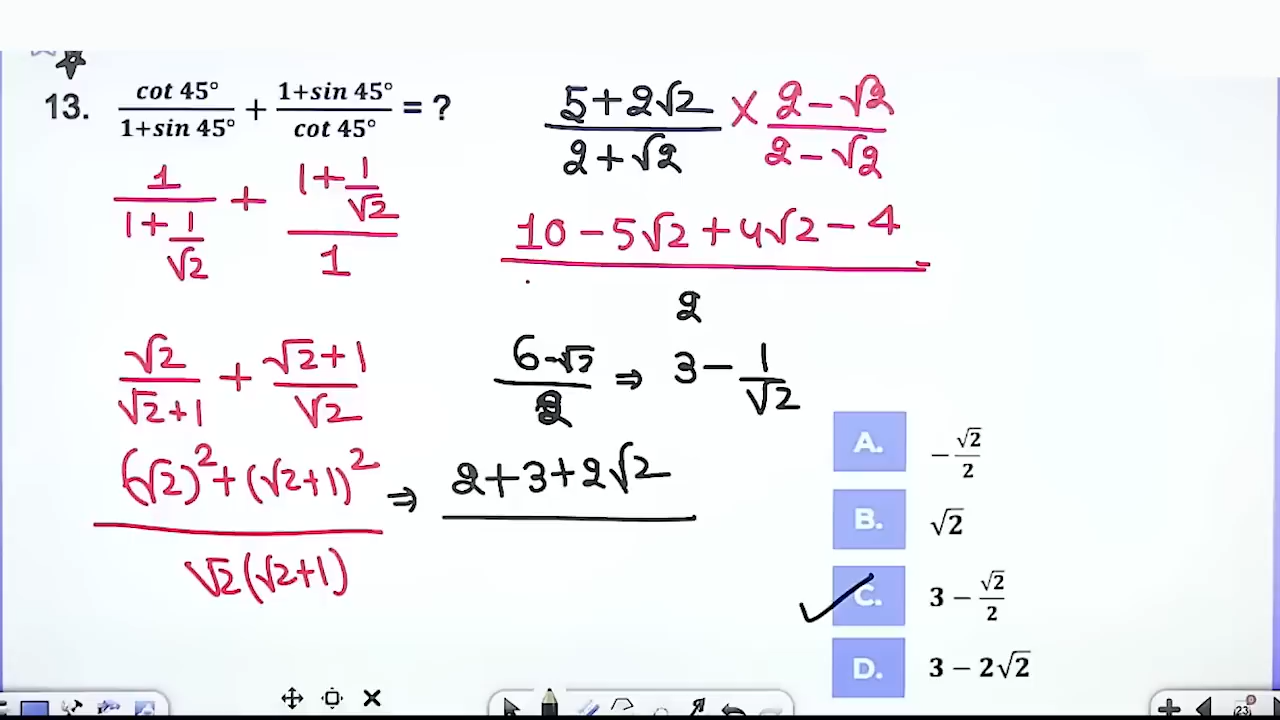 13. cot 45°/1+sin 45° + 1+sin 45°/cot 45° = ?
1/(1+1/√2) + (1+1/√2)/1
√2/(√2+1) + (√2+1)/√2
((√2)²+(√2+1)²)/(√2(√2+1)) ⇒ 2+3+2√2
(5+2√2)/(2+√2) × (2-√2)/(2-√2)
(10-5√2+4√2-4)/2
(6-√2)/2 ⇒ 3-1/√2
A. -√2/2
B. √2
C. 3 - √2/2
D. 3 - 2√2
23